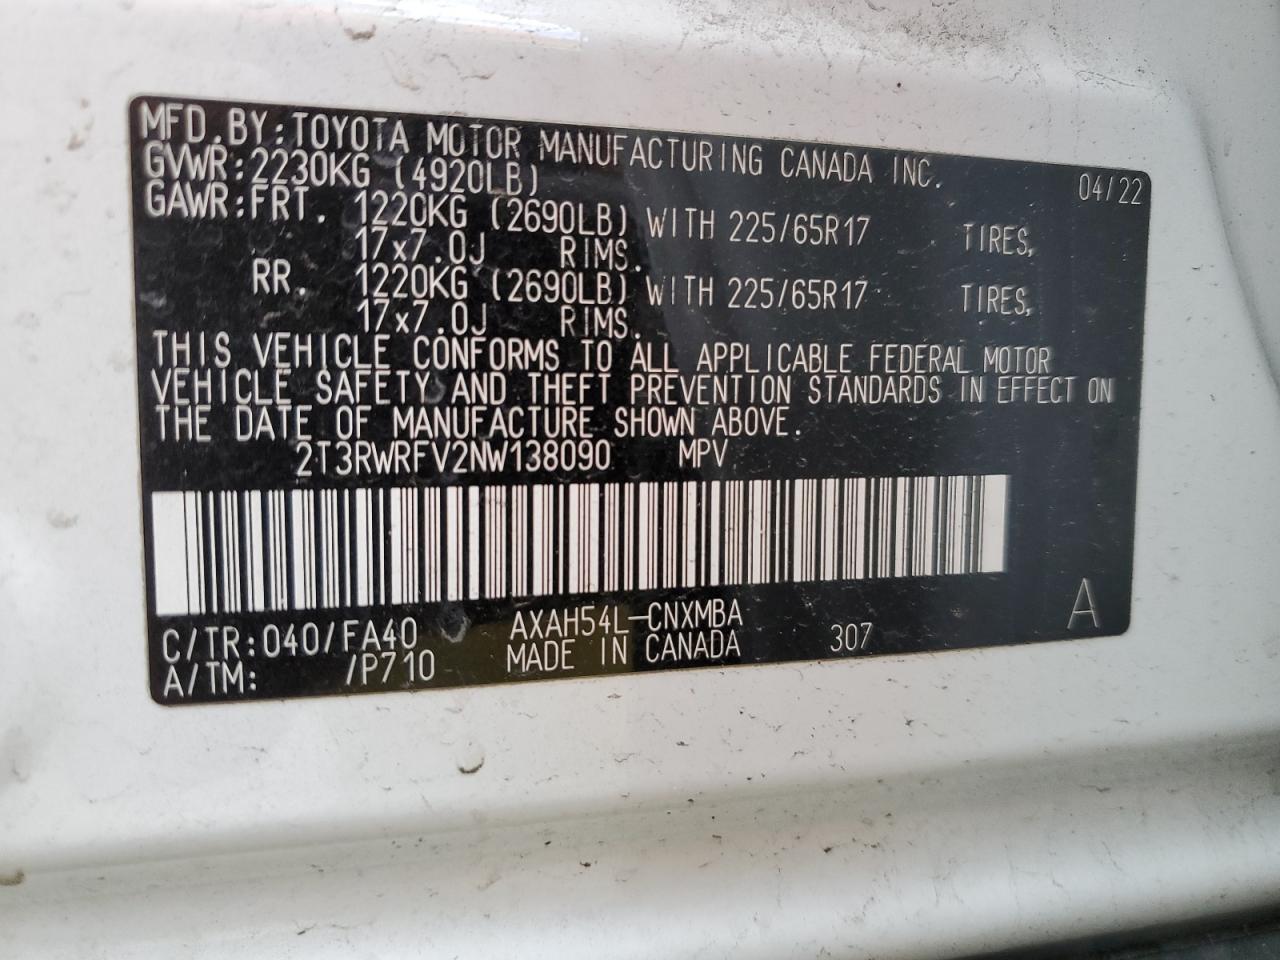 MFD.BY:TOYOTA MOTOR MANUFACTURING CANADA INC. 04/22
GVWR:2230KG (4920LB)
GAWR:FRT. 1220KG (2690LB) WITH 225/65R17 TIRES,
17x7.0J RIMS.
RR. 1220KG (2690LB) WITH 225/65R17 TIRES,
17x7.0J RIMS.
THIS VEHICLE CONFORMS TO ALL APPLICABLE FEDERAL MOTOR
VEHICLE SAFETY AND THEFT PREVENTION STANDARDS IN EFFECT ON
THE DATE OF MANUFACTURE SHOWN ABOVE.
2T3RWRFV2NW138090 MPV
C/TR:040/FA40 AXAH54L-CNXMBA 307 A
A/TM: /P710 MADE IN CANADA